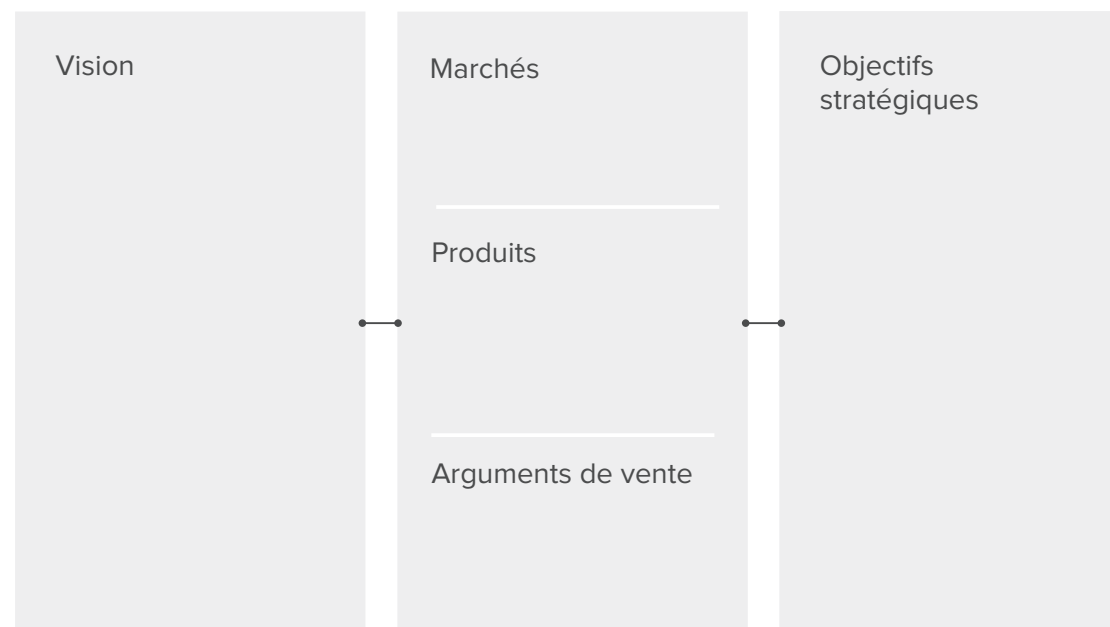 Vision
Marchés
Produits
Arguments de vente
Objectifs
stratégiques